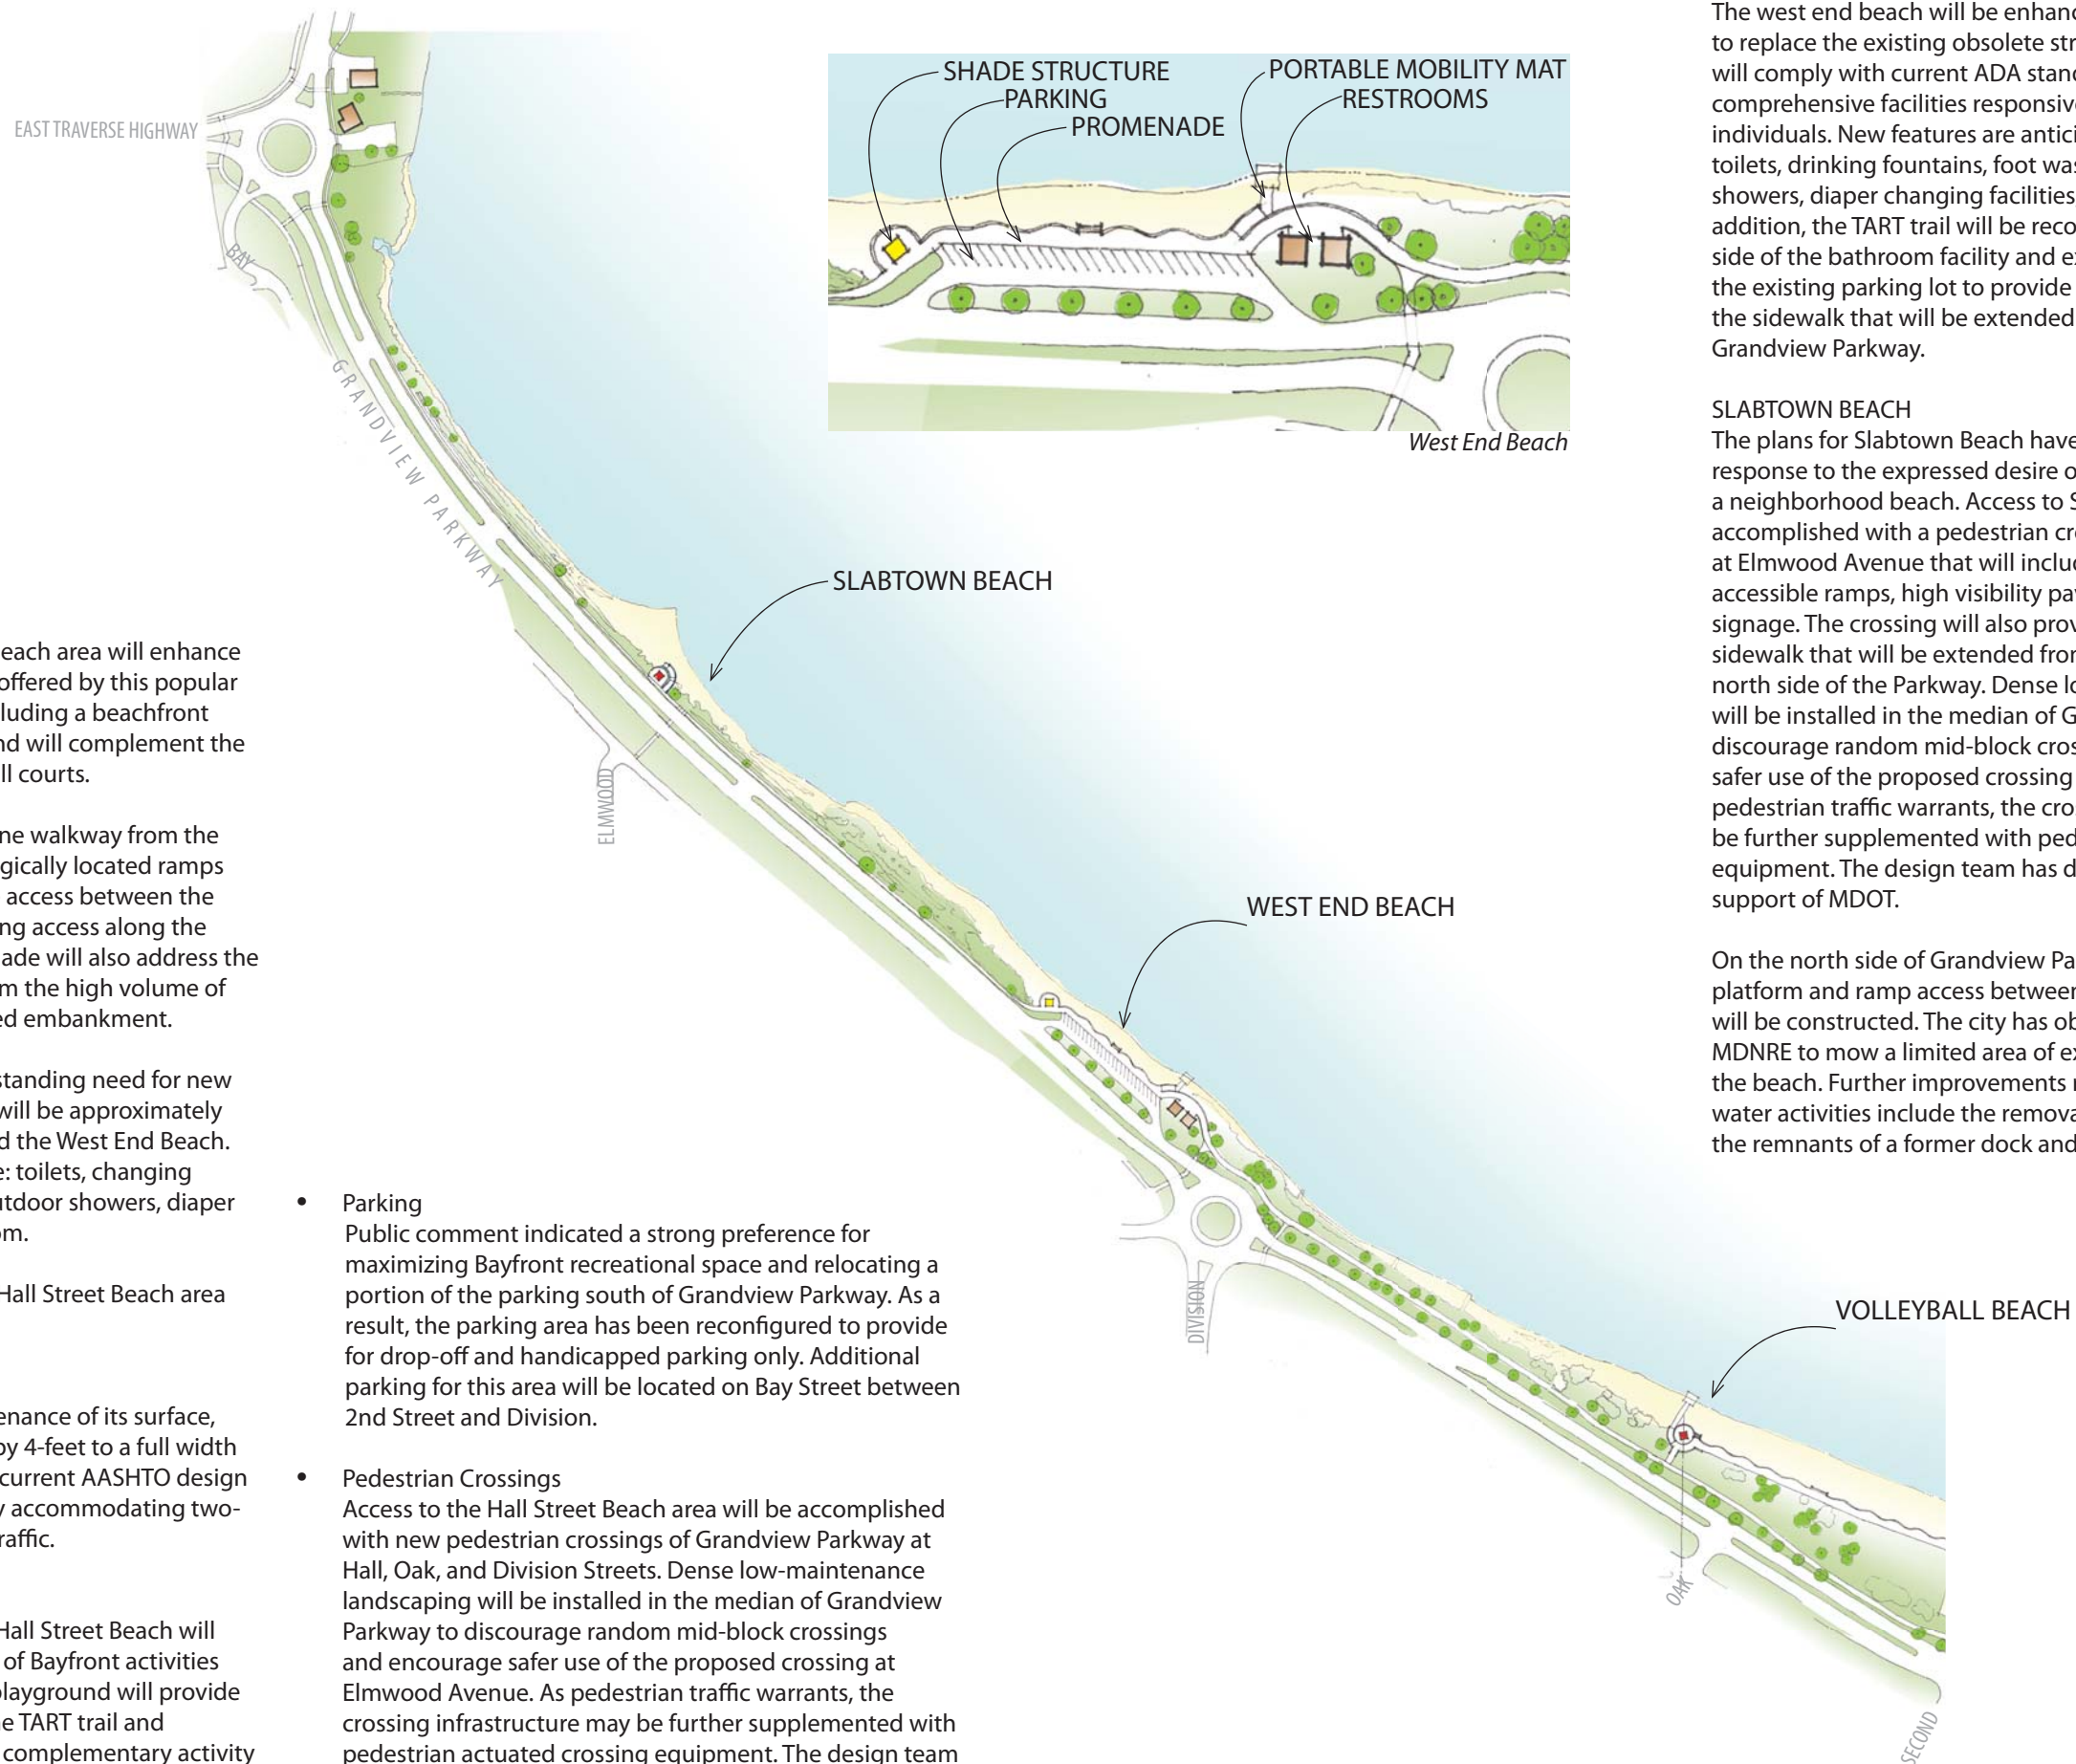 EAST TRAVERSE HIGHWAY
BAY
GRANDVIEW PARKWAY
SHADE STRUCTURE
PARKING
PROMENADE
PORTABLE MOBILITY MAT
RESTROOMS
West End Beach
SLABTOWN BEACH
ELMWOOD
WEST END BEACH
DIVISION
VOLLEYBALL BEACH
OAK
SECOND
each area will enhance
offered by this popular
luding a beachfront
nd will complement the
ll courts.
ne walkway from the
gically located ramps
access between the
ng access along the
ade will also address the
m the high volume of
ed embankment.
standing need for new
will be approximately
d the West End Beach.
e: toilets, changing
utdoor showers, diaper
om.
Hall Street Beach area
enance of its surface,
by 4-feet to a full width
current AASHTO design
y accommodating two-
raffic.
Hall Street Beach will
of Bayfront activities
playground will provide
he TART trail and
complementary activity
• Parking
Public comment indicated a strong preference for
maximizing Bayfront recreational space and relocating a
portion of the parking south of Grandview Parkway. As a
result, the parking area has been reconfigured to provide
for drop-off and handicapped parking only. Additional
parking for this area will be located on Bay Street between
2nd Street and Division.
• Pedestrian Crossings
Access to the Hall Street Beach area will be accomplished
with new pedestrian crossings of Grandview Parkway at
Hall, Oak, and Division Streets. Dense low-maintenance
landscaping will be installed in the median of Grandview
Parkway to discourage random mid-block crossings
and encourage safer use of the proposed crossing at
Elmwood Avenue. As pedestrian traffic warrants, the
crossing infrastructure may be further supplemented with
pedestrian actuated crossing equipment. The design team
The west end beach will be enhanc
to replace the existing obsolete str
will comply with current ADA stand
comprehensive facilities responsive
individuals. New features are antici
toilets, drinking fountains, foot was
showers, diaper changing facilities
addition, the TART trail will be reco
side of the bathroom facility and ex
the existing parking lot to provide
the sidewalk that will be extended
Grandview Parkway.
SLABTOWN BEACH
The plans for Slabtown Beach have
response to the expressed desire o
a neighborhood beach. Access to S
accomplished with a pedestrian cro
at Elmwood Avenue that will includ
accessible ramps, high visibility pav
signage. The crossing will also prov
sidewalk that will be extended from
north side of the Parkway. Dense lo
will be installed in the median of G
discourage random mid-block cros
safer use of the proposed crossing
pedestrian traffic warrants, the cros
be further supplemented with ped
equipment. The design team has d
support of MDOT.
On the north side of Grandview Pa
platform and ramp access between
will be constructed. The city has ob
MDNRE to mow a limited area of ex
the beach. Further improvements r
water activities include the remova
the remnants of a former dock and